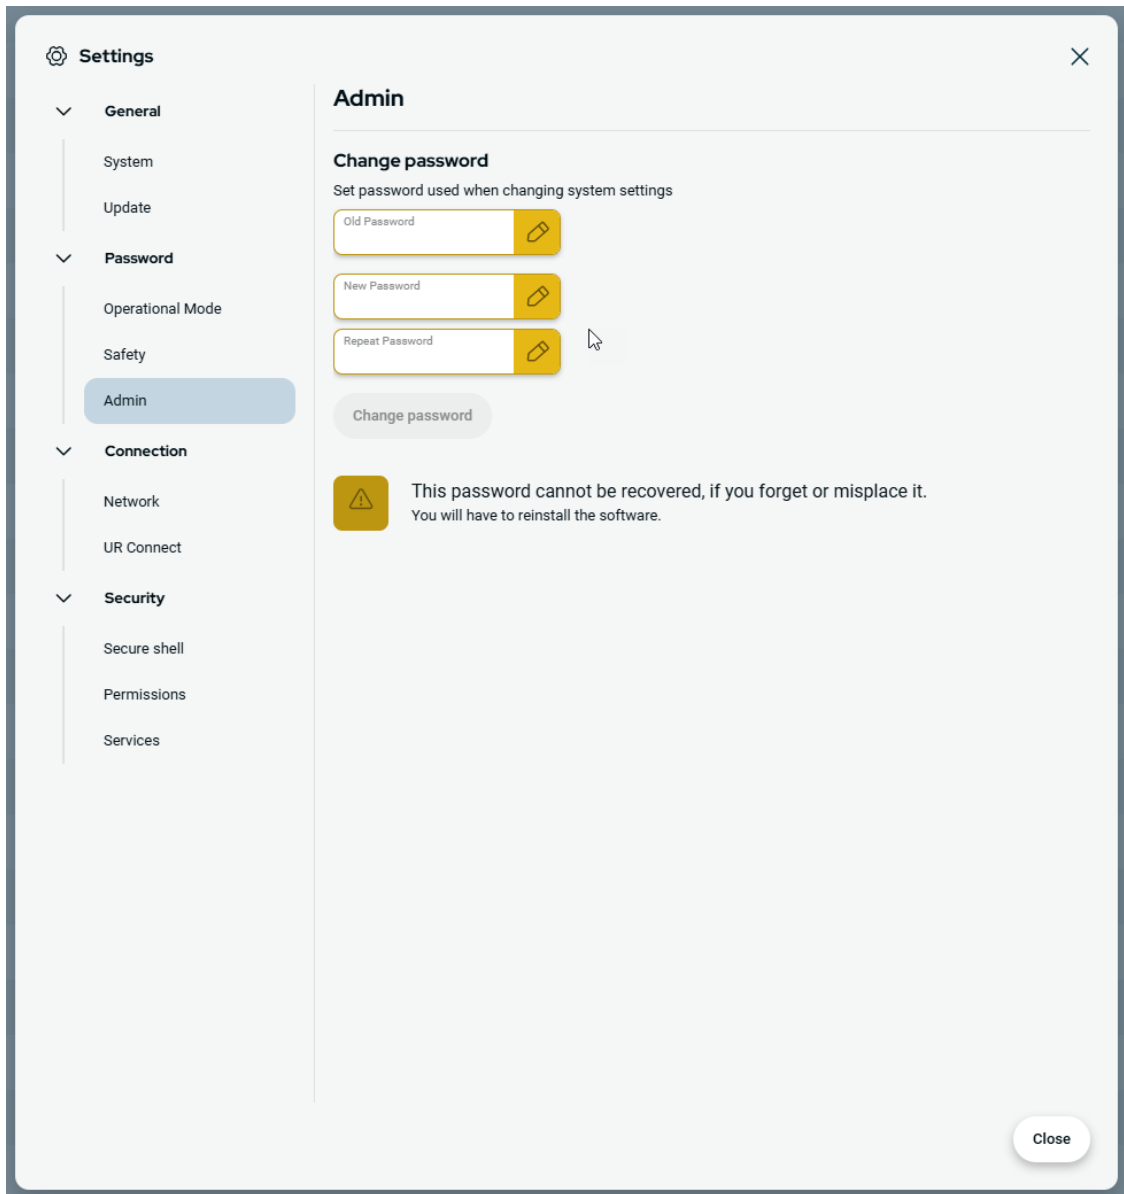 Settings
General
System
Update
Password
Operational Mode
Safety
Admin
Connection
Network
UR Connect
Security
Secure shell
Permissions
Services
Admin
Change password
Set password used when changing system settings
Old Password
New Password
Repeat Password
Change password
This password cannot be recovered, if you forget or misplace it.
You will have to reinstall the software.
Close